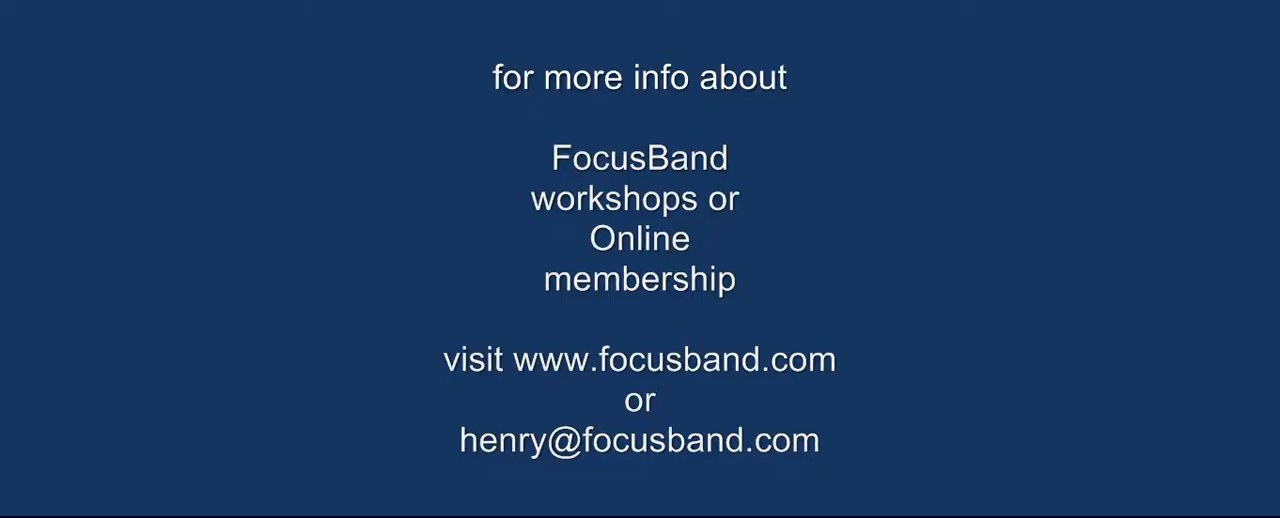 for more info about
FocusBand
workshops or
Online
membership
visit www.focusband.com
or
henry@focusband.com